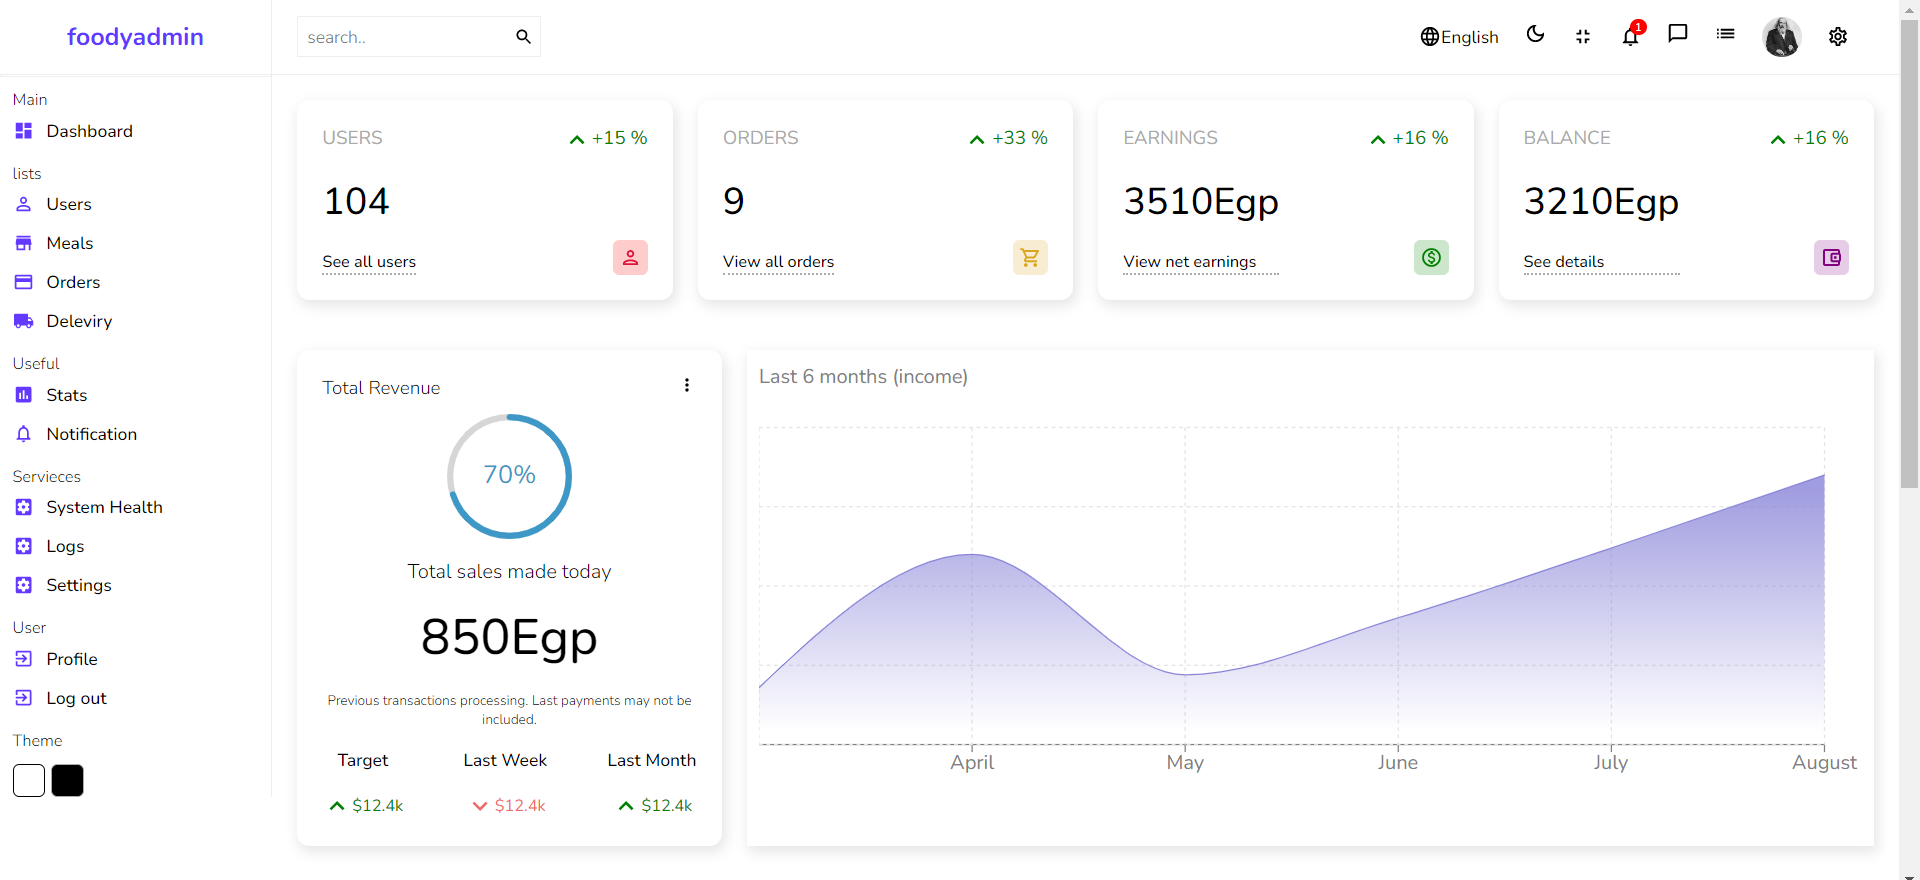 foodyadmin
search..
English
1
Main
Dashboard
lists
Users
Meals
Orders
Deleviry
Useful
Stats
Notification
Servieces
System Health
Logs
Settings
User
Profile
Log out
Theme
USERS
+15 %
104
See all users
ORDERS
+33 %
9
View all orders
EARNINGS
+16 %
3510Egp
View net earnings
BALANCE
+16 %
3210Egp
See details
Total Revenue
70%
Total sales made today
850Egp
Previous transactions processing. Last payments may not be
included.
Target
Last Week
Last Month
$12.4k
$12.4k
$12.4k
Last 6 months (income)
April
May
June
July
August